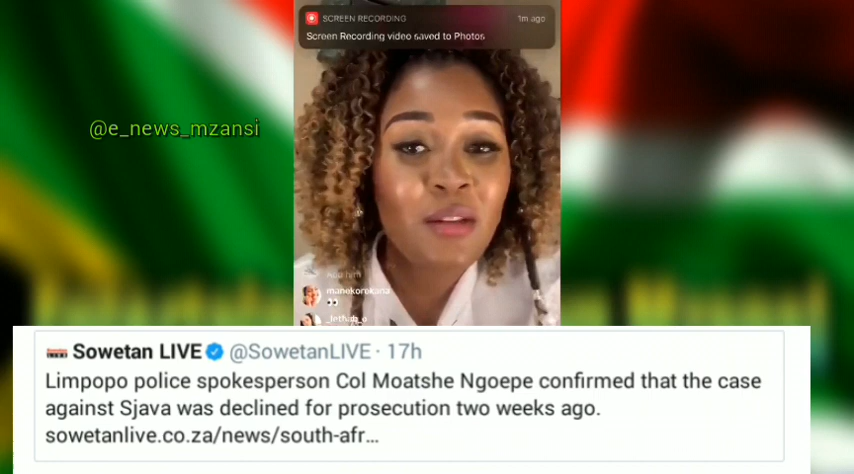 SCREEN RECORDING
1m ago
Screen Recording video saved to Photos
@e_news_mzansi
manokorokana
👀
Sowetan LIVE @SowetanLIVE · 17h
Limpopo police spokesperson Col Moatshe Ngoepe confirmed that the case
against Sjava was declined for prosecution two weeks ago.
sowetanlive.co.za/news/south-afr...